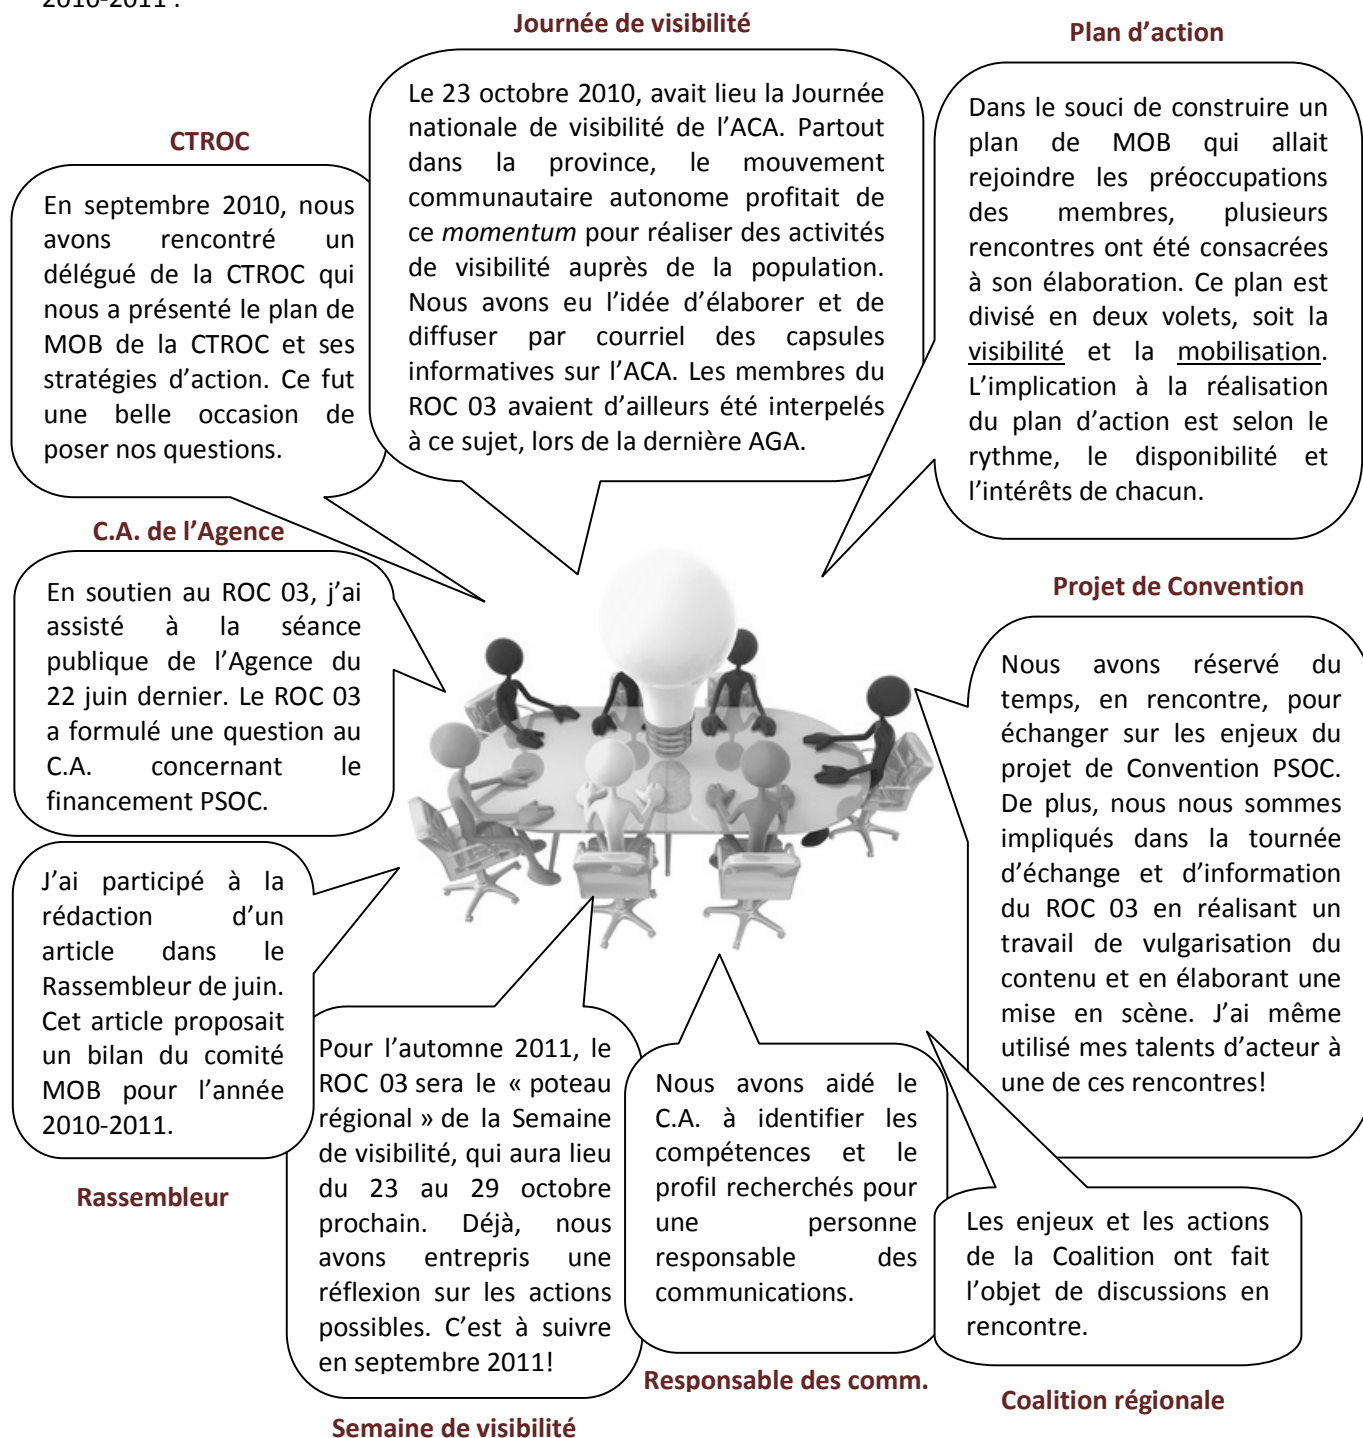 2010-2011 :
Journée de visibilité
Le 23 octobre 2010, avait lieu la Journée
nationale de visibilité de l’ACA. Partout
dans la province, le mouvement
communautaire autonome profitait de
ce momentum pour réaliser des activités
de visibilité auprès de la population.
Nous avons eu l’idée d’élaborer et de
diffuser par courriel des capsules
informatives sur l’ACA. Les membres du
ROC 03 avaient d’ailleurs été interpelés
à ce sujet, lors de la dernière AGA.
Plan d’action
Dans le souci de construire un
plan de MOB qui allait
rejoindre les préoccupations
des membres, plusieurs
rencontres ont été consacrées
à son élaboration. Ce plan est
divisé en deux volets, soit la
visibilité et la mobilisation.
L’implication à la réalisation
du plan d’action est selon le
rythme, le disponibilité et
l’intérêts de chacun.
CTROC
En septembre 2010, nous
avons rencontré un
délégué de la CTROC qui
nous a présenté le plan de
MOB de la CTROC et ses
stratégies d’action. Ce fut
une belle occasion de
poser nos questions.
C.A. de l’Agence
En soutien au ROC 03, j’ai
assisté à la séance
publique de l’Agence du
22 juin dernier. Le ROC 03
a formulé une question au
C.A. concernant le
financement PSOC.
Projet de Convention
Nous avons réservé du
temps, en rencontre, pour
échanger sur les enjeux du
projet de Convention PSOC.
De plus, nous nous sommes
impliqués dans la tournée
d’échange et d’information
du ROC 03 en réalisant un
travail de vulgarisation du
contenu et en élaborant une
mise en scène. J’ai même
utilisé mes talents d’acteur à
une de ces rencontres!
J’ai participé à la
rédaction d’un
article dans le
Rassembleur de juin.
Cet article proposait
un bilan du comité
MOB pour l’année
2010-2011.
Rassembleur
Pour l’automne 2011, le
ROC 03 sera le « poteau
régional » de la Semaine
de visibilité, qui aura lieu
du 23 au 29 octobre
prochain. Déjà, nous
avons entrepris une
réflexion sur les actions
possibles. C’est à suivre
en septembre 2011!
Semaine de visibilité
Nous avons aidé le
C.A. à identifier les
compétences et le
profil recherchés pour
une personne
responsable des
communications.
Responsable des comm.
Les enjeux et les actions
de la Coalition ont fait
l’objet de discussions en
rencontre.
Coalition régionale